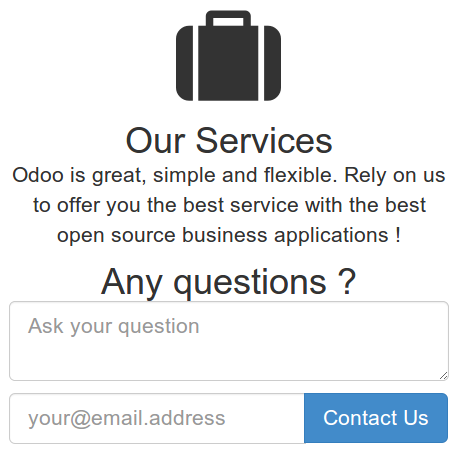 Our Services
Odoo is great, simple and flexible. Rely on us
to offer you the best service with the best
open source business applications !
Any questions ?
Ask your question
your@email.address
Contact Us